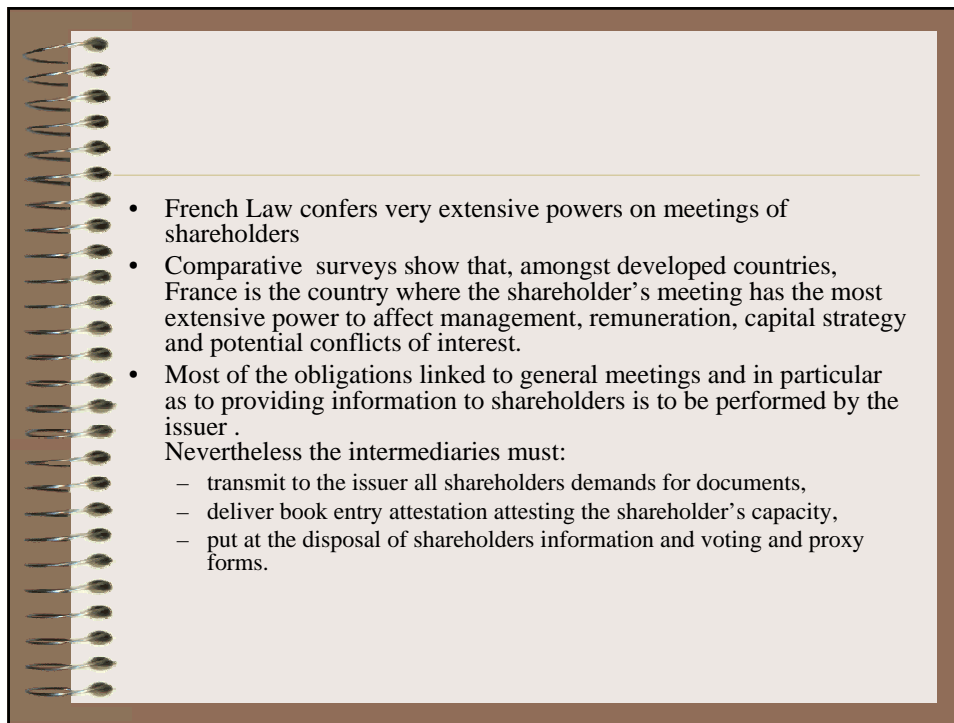 • French Law confers very extensive powers on meetings of
shareholders
• Comparative surveys show that, amongst developed countries,
France is the country where the shareholder's meeting has the most
extensive power to affect management, remuneration, capital strategy
and potential conflicts of interest.
• Most of the obligations linked to general meetings and in particular
as to providing information to shareholders is to be performed by the
issuer .
Nevertheless the intermediaries must:
– transmit to the issuer all shareholders demands for documents,
– deliver book entry attestation attesting the shareholder's capacity,
– put at the disposal of shareholders information and voting and proxy
forms.